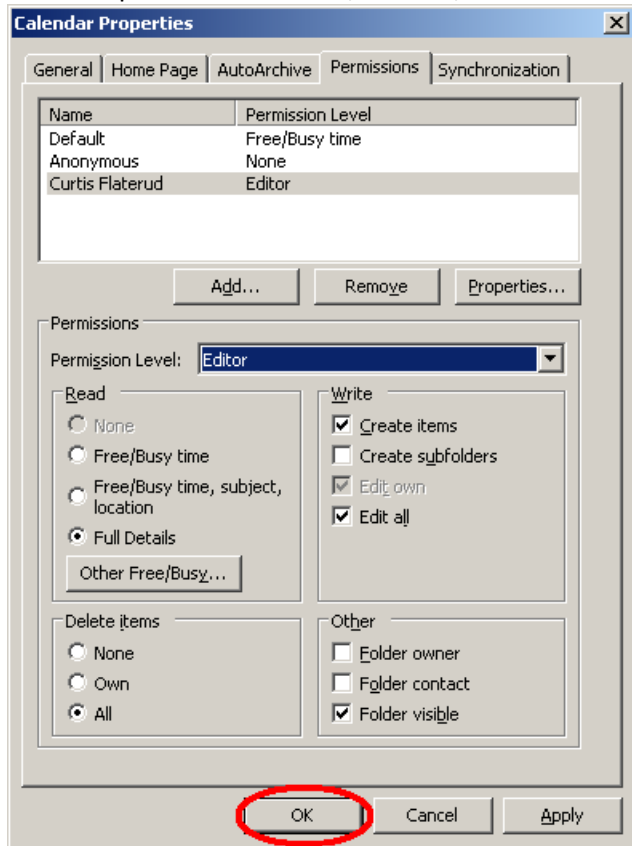 Calendar Properties
General Home Page AutoArchive Permissions Synchronization
Name Permission Level
Default Free/Busy time
Anonymous None
Curtis Flaterud Editor
Add... Remove Properties...
Permissions
Permission Level: Editor
Read
None
Free/Busy time
Free/Busy time, subject,
location
Full Details
Other Free/Busy...
Write
Create items
Create subfolders
Edit own
Edit all
Delete items
None
Own
All
Other
Folder owner
Folder contact
Folder visible
OK Cancel Apply